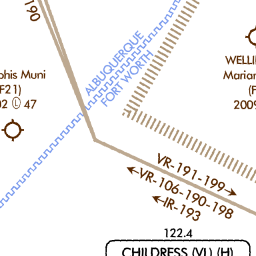 190
ALBUQUERQUE
FORT WORTH
phis Muni
F21)
02 Ⓛ 47
WELLI
Marian
(F
2009
VR-191-199→
←VR-106-190-198
←IR-193
122.4
CHILDRESS (VL) (H)